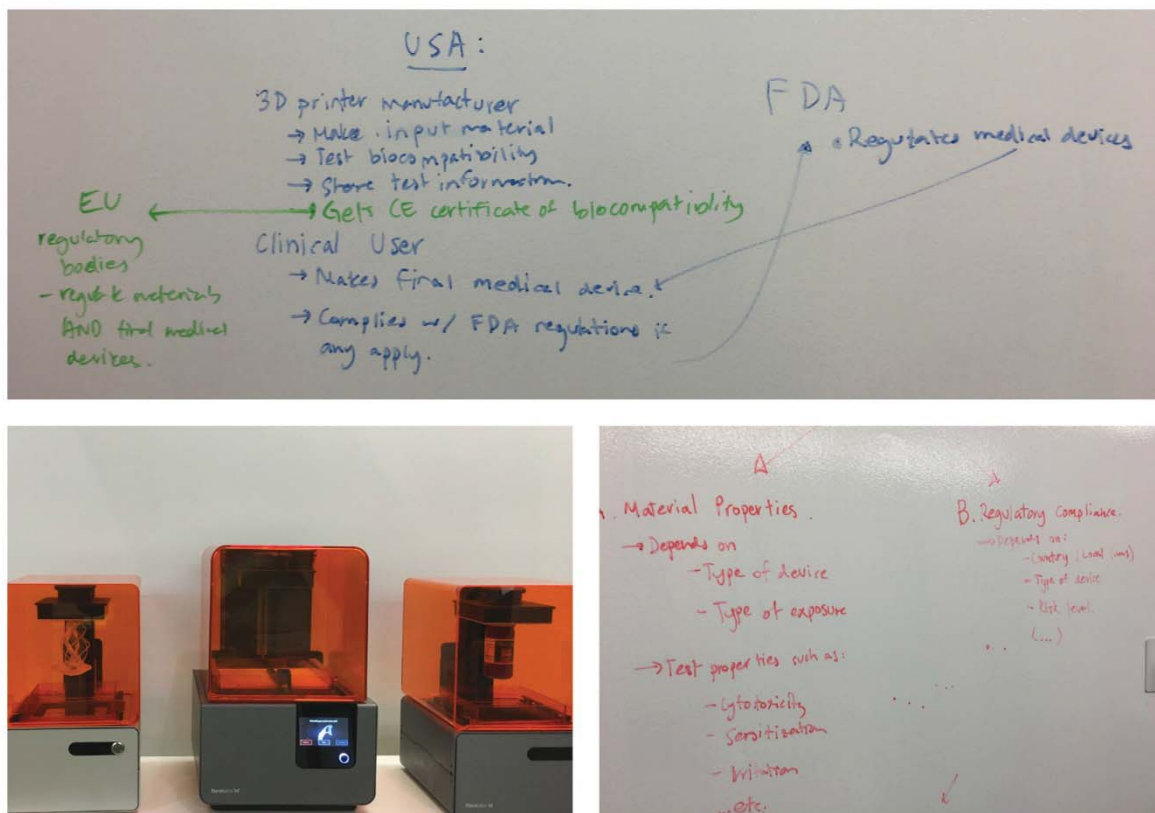 USA:
3D printer manufacturer
→ Make input material
→ Test biocompatibility
→ Store test information.
→ Gets CE certificate of biocompatiblity
Clinical User
→ Makes final medical device.
→ Complies w/ FDA regulations if
any apply.
EU
regulatory
bodies
- regulate materials
AND final medical
devices.
FDA
• Regulates medical devices
. Material Properties.
→ Depends on
- Type of device
- Type of exposure
→ Test properties such as:
- Cytotoxicity
- Sensitization
- Irritation
...etc.
B. Regulatory Compliance.
→ Depends on:
- Country (Local laws)
- Type of device
- Risk level.
(....)